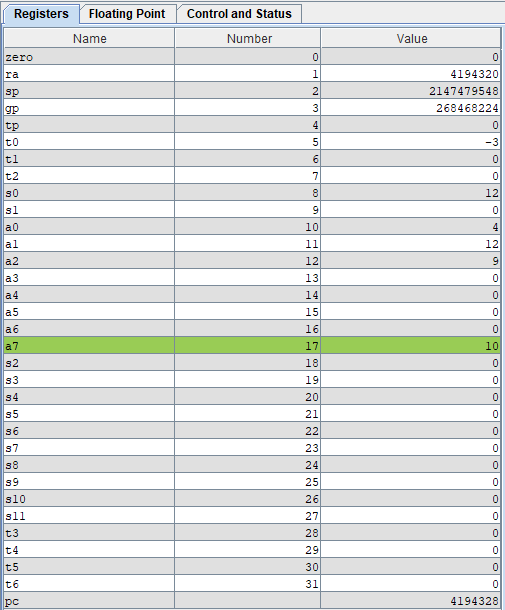 Registers Floating Point Control and Status
Name Number Value
zero 0 0
ra 1 4194320
sp 2 2147479548
gp 3 268468224
tp 4 0
t0 5 -3
t1 6 0
t2 7 0
s0 8 12
s1 9 0
a0 10 4
a1 11 12
a2 12 9
a3 13 0
a4 14 0
a5 15 0
a6 16 0
a7 17 10
s2 18 0
s3 19 0
s4 20 0
s5 21 0
s6 22 0
s7 23 0
s8 24 0
s9 25 0
s10 26 0
s11 27 0
t3 28 0
t4 29 0
t5 30 0
t6 31 0
pc 4194328